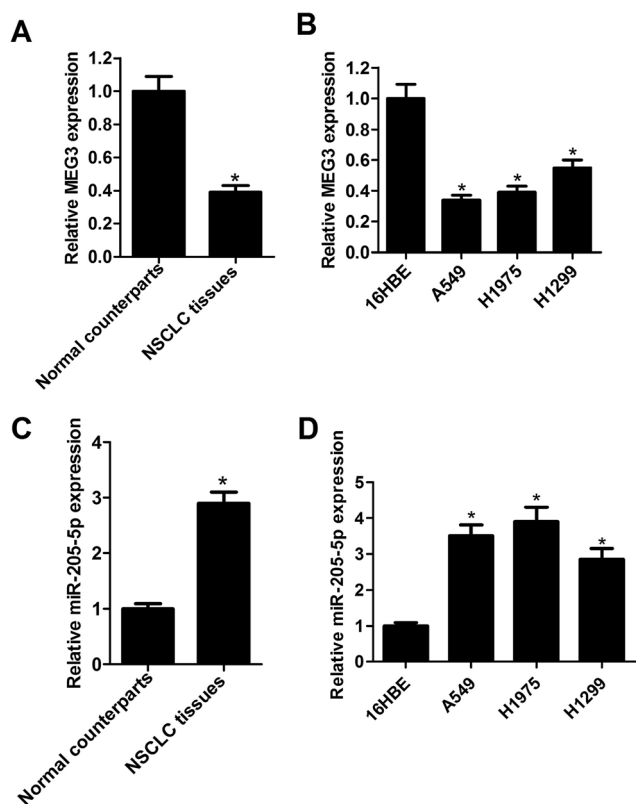 A
Relative MEG3 expression
1.2
1.0
0.8
0.6
0.4
0.2
0.0
*
Normal counterparts
NSCLC tissues
B
Relative MEG3 expression
1.2
1.0
0.8
0.6
0.4
0.2
0.0
*
*
*
16HBE
A549
H1975
H1299
C
Relative miR-205-5p expression
4
3
2
1
0
*
Normal counterparts
NSCLC tissues
D
Relative miR-205-5p expression
5
4
3
2
1
0
*
*
*
16HBE
A549
H1975
H1299